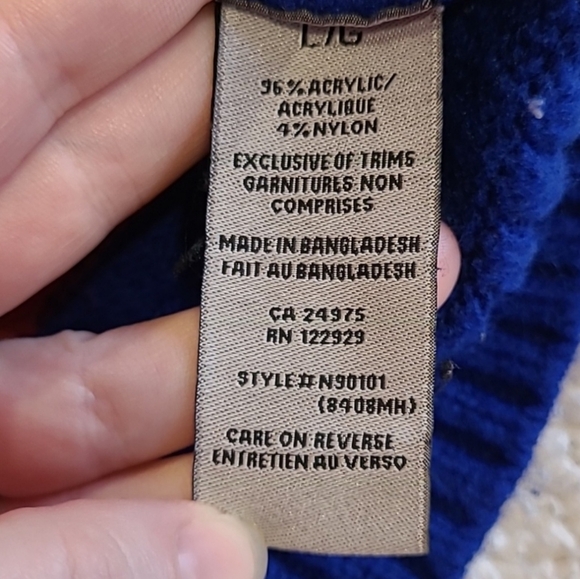 L/G
96% ACRYLIC/
ACRYLIQUE
4% NYLON
EXCLUSIVE OF TRIMS
GARNITURES NON
COMPRISES
MADE IN BANGLADESH
FAIT AU BANGLADESH
CA 24975
RN 122929
STYLE#N90101
(8408MH)
CARE ON REVERSE
ENTRETIEN AU VERSO